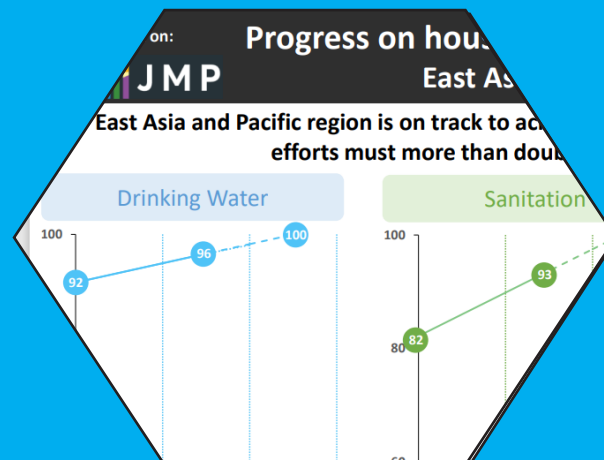 on:
Progress on hou
JMP
East As
East Asia and Pacific region is on track to ac
efforts must more than doub
Drinking Water
Sanitation
100
92
96
100
100
93
82
80